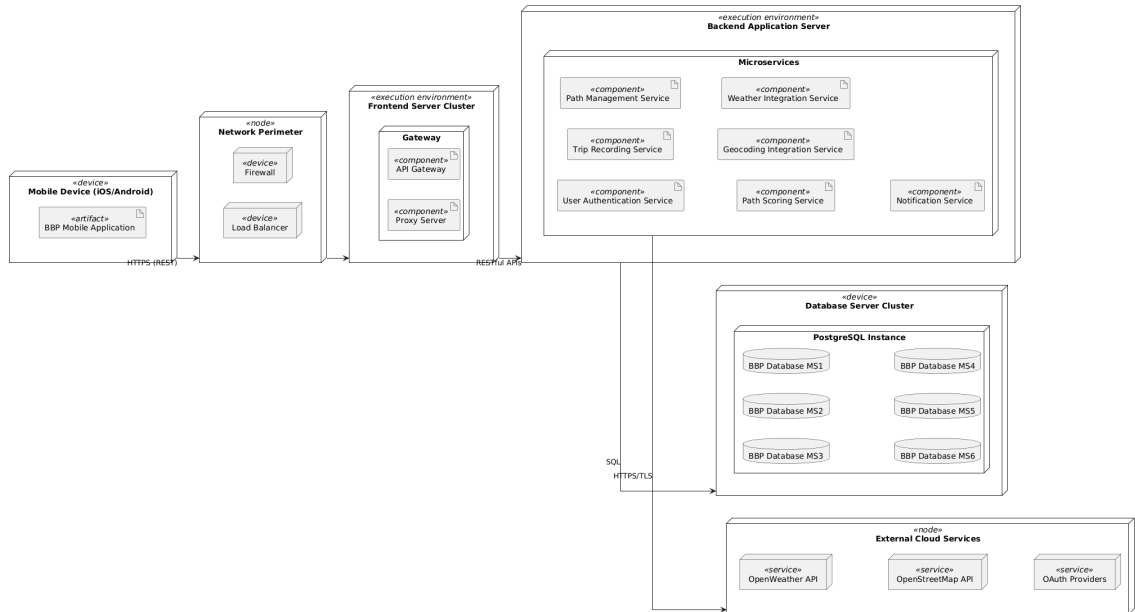 «device»
Mobile Device (iOS/Android)
«artifact»
BBP Mobile Application
HTTPS (REST)
«node»
Network Perimeter
«device»
Firewall
«device»
Load Balancer
«execution environment»
Frontend Server Cluster
Gateway
«component»
API Gateway
«component»
Proxy Server
RESTful APIs
«execution environment»
Backend Application Server
Microservices
«component»
Path Management Service
«component»
Weather Integration Service
«component»
Trip Recording Service
«component»
Geocoding Integration Service
«component»
User Authentication Service
«component»
Path Scoring Service
«component»
Notification Service
SQL
HTTPS/TLS
«device»
Database Server Cluster
PostgreSQL Instance
BBP Database MS1
BBP Database MS4
BBP Database MS2
BBP Database MS5
BBP Database MS3
BBP Database MS6
«node»
External Cloud Services
«service»
OpenWeather API
«service»
OpenStreetMap API
«service»
OAuth Providers